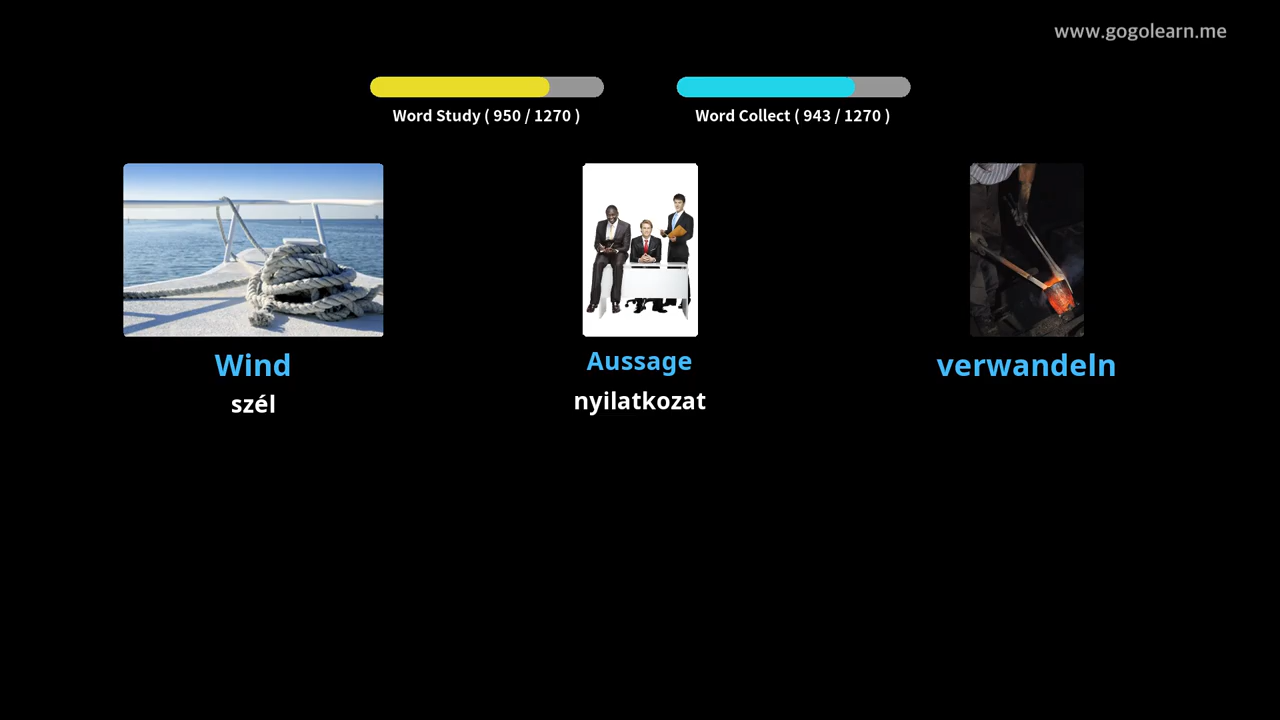 www.gogolearn.me
Word Study ( 950 / 1270 )
Word Collect ( 943 / 1270 )
Wind
szél
Aussage
nyilatkozat
verwandeln